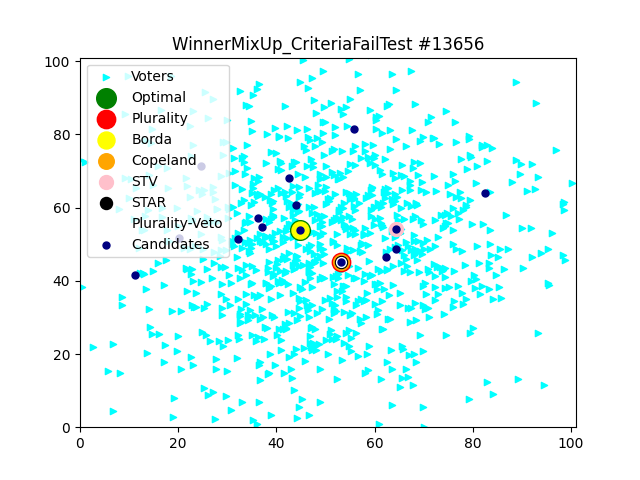 WinnerMixUp_CriteriaFailTest #13656
100
80
60
40
20
0
Voters
Optimal
Plurality
Borda
Copeland
STV
STAR
Plurality-Veto
Candidates
0 20 40 60 80 100